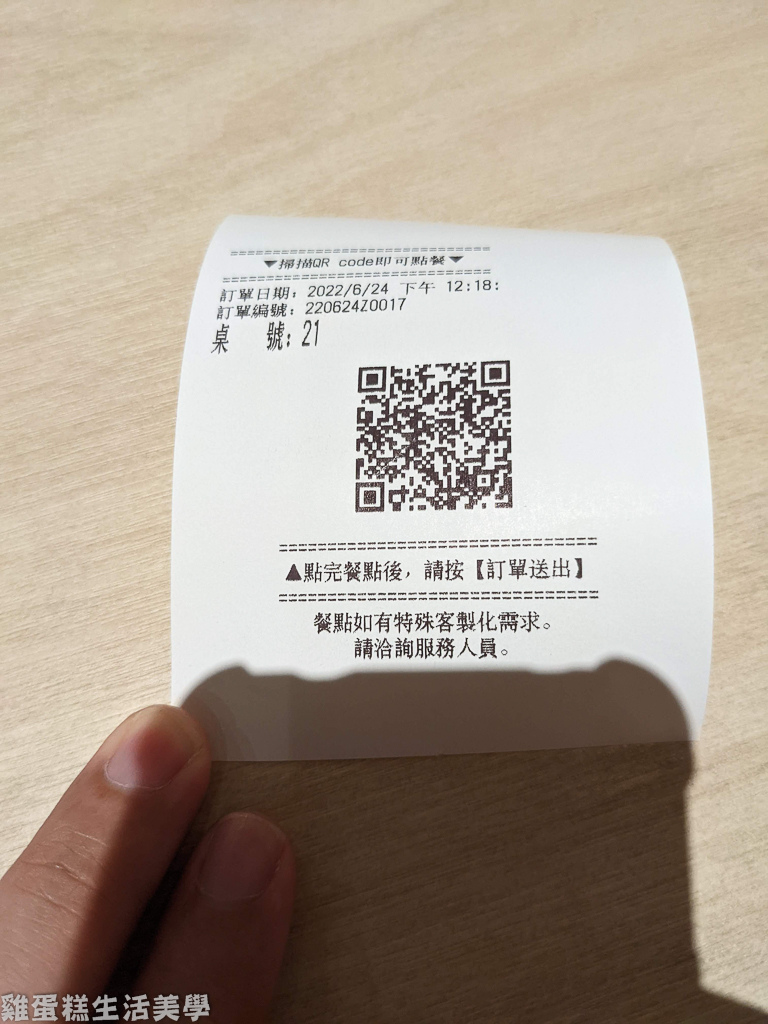 ==============================
▼掃描QR code即可點餐▼
==============================
訂單日期: 2022/6/24 下午 12:18:
訂單編號: 220624Z0017
桌 號: 21
==============================
▲點完餐點後, 請按【訂單送出】
==============================
餐點如有特殊客製化需求。
請洽詢服務人員。
雞蛋糕生活美學